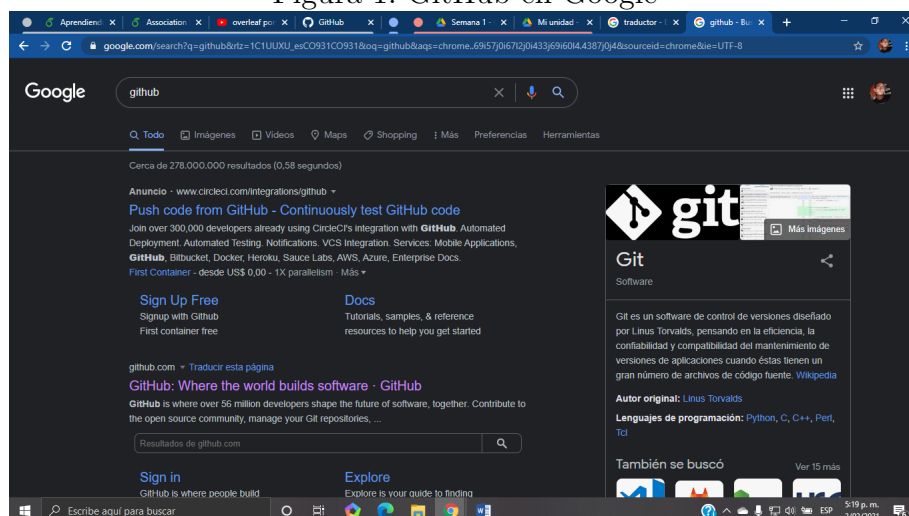 Figura 1: GitHub en Google
Aprendiend
Association
overleaf por
GitHub
Semana 1 -
Mi unidad -
traductor -
github - Bus
google.com/search?q=github&rlz=1C1UUXU_esCO931CO931&oq=github&aqs=chrome..69i57j0i67l2j0i433j69i60l4.4387j0j4&sourceid=chrome&ie=UTF-8
Google
github
Todo
Imágenes
Videos
Maps
Shopping
Más
Preferencias
Herramientas
Cerca de 278.000.000 resultados (0,58 segundos)
Anuncio · www.circleci.com/integrations/github
Push code from GitHub - Continuously test GitHub code
Join over 300,000 developers already using CircleCI's integration with GitHub. Automated
Deployment. Automated Testing. Notifications. VCS Integration. Services: Mobile Applications,
GitHub, Bitbucket, Docker, Heroku, Sauce Labs, AWS, Azure, Enterprise Docs.
First Container - desde US$ 0,00 - 1X parallelism · Más
Sign Up Free
Signup with Github
First container free
Docs
Tutorials, samples, & reference
resources to help you get started
github.com
Traducir esta página
GitHub: Where the world builds software · GitHub
GitHub is where over 56 million developers shape the future of software, together. Contribute to
the open source community, manage your Git repositories, ...
Resultados de github.com
Sign in
GitHub is where people build
Explore
Explore is your guide to finding
git
Más imágenes
Git
Software
Git es un software de control de versiones diseñado
por Linus Torvalds, pensando en la eficiencia, la
confiabilidad y compatibilidad del mantenimiento de
versiones de aplicaciones cuando éstas tienen un
gran número de archivos de código fuente. Wikipedia
Autor original: Linus Torvalds
Lenguajes de programación: Python, C, C++, Perl,
Tcl
También se buscó
Ver 15 más
Escribe aquí para buscar
ESP
5:19 p. m.